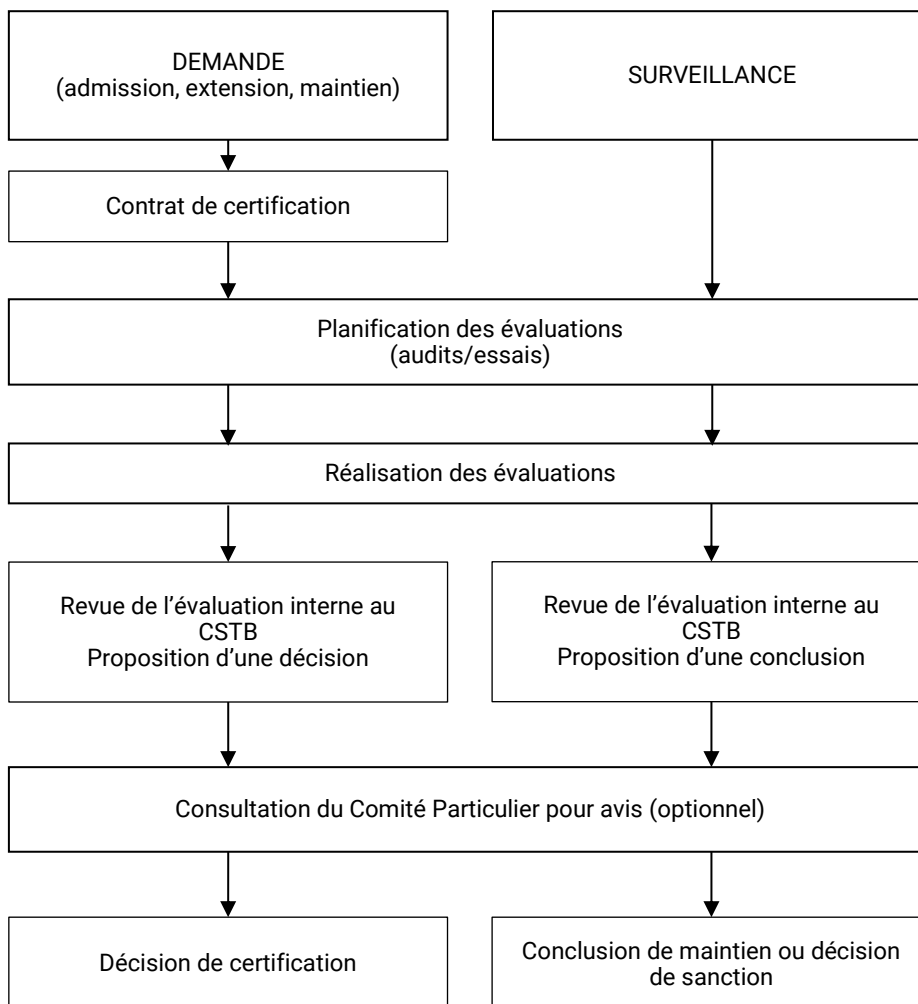 DEMANDE
(admission, extension, maintien)
SURVEILLANCE
Contrat de certification
Planification des évaluations
(audits/essais)
Réalisation des évaluations
Revue de l’évaluation interne au
CSTB
Proposition d’une décision
Revue de l’évaluation interne au
CSTB
Proposition d’une conclusion
Consultation du Comité Particulier pour avis (optionnel)
Décision de certification
Conclusion de maintien ou décision
de sanction